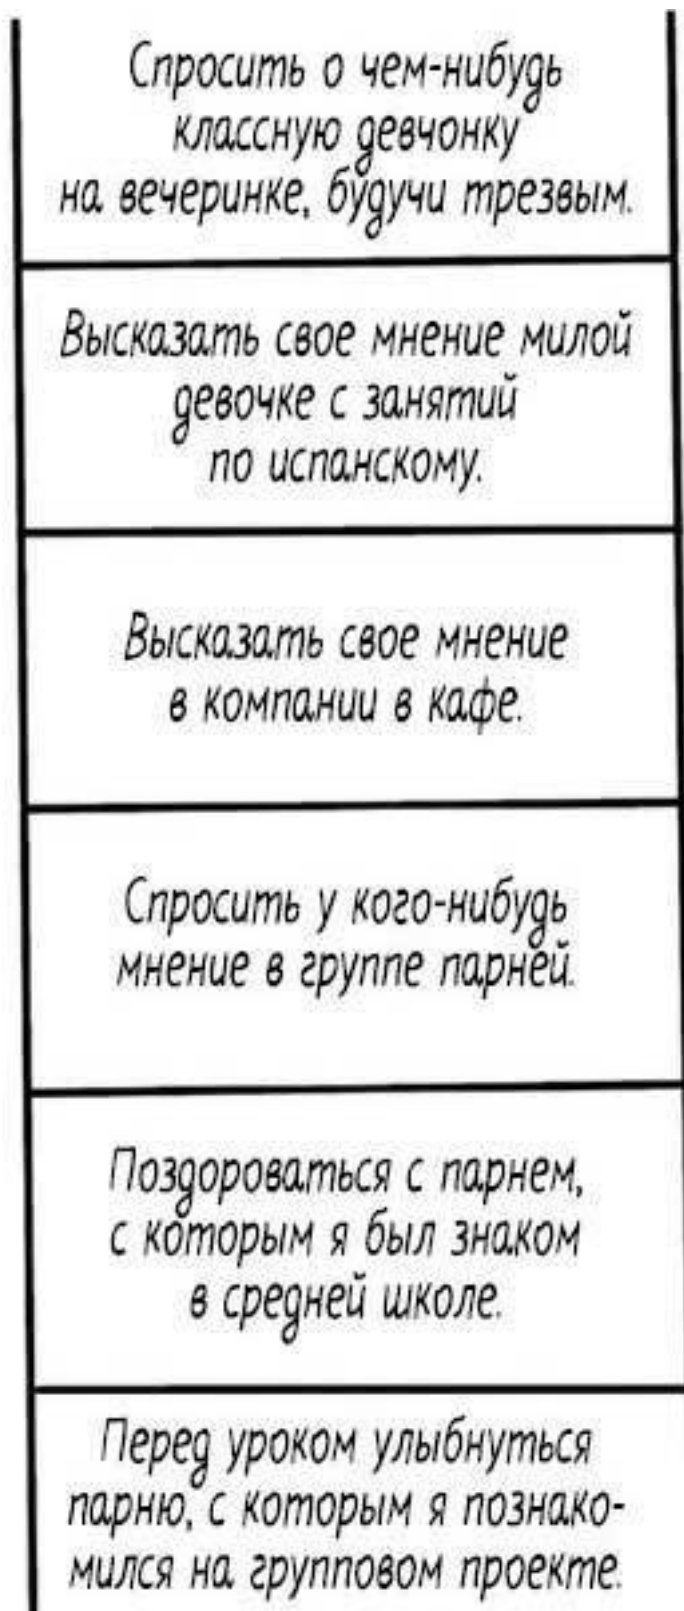 Спросить о чем-нибудь
классную девчонку
на вечеринке, будучи трезвым.
Высказать свое мнение милой
девочке с занятий
по испанскому.
Высказать свое мнение
в компании в кафе.
Спросить у кого-нибудь
мнение в группе парней.
Поздороваться с парнем,
с которым я был знаком
в средней школе.
Перед уроком улыбнуться
парню, с которым я познако-
мился на групповом проекте.